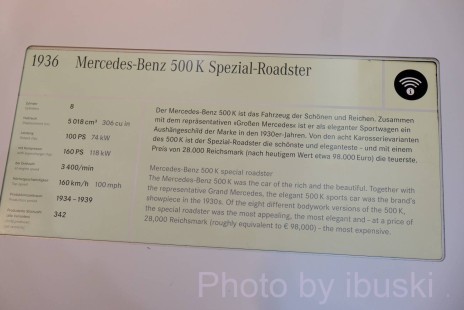 1936 Mercedes-Benz 500 K Spezial-Roadster
8
5 018 cm³ 306 cu in
100 PS 74 kW
160 PS 118 kW
3 400/min
160 km/h 100 mph
1934 – 1939
342
Der Mercedes-Benz 500 K ist das Fahrzeug der Schönen und Reichen. Zusammen
mit dem repräsentativen »Großen Mercedes« ist er als eleganter Sportwagen ein
Aushängeschild der Marke in den 1930er-Jahren. Von den acht Karosserievarianten
des 500 K ist der Spezial-Roadster die schönste und eleganteste – und mit einem
Preis von 28,000 Reichsmark (nach heutigem Wert etwa 98.000 Euro) die teuerste.
Mercedes-Benz 500 K special roadster
The Mercedes-Benz 500 K was the car of the rich and the beautiful. Together with
the representative Grand Mercedes, the elegant 500 K sports car was the brand's
showpiece in the 1930s. Of the eight different bodywork versions of the 500 K,
the special roadster was the most appealing, the most elegant and - at a price of
28,000 Reichsmark (roughly equivalent to € 98,000) - the most expensive.
Photo by ibuski